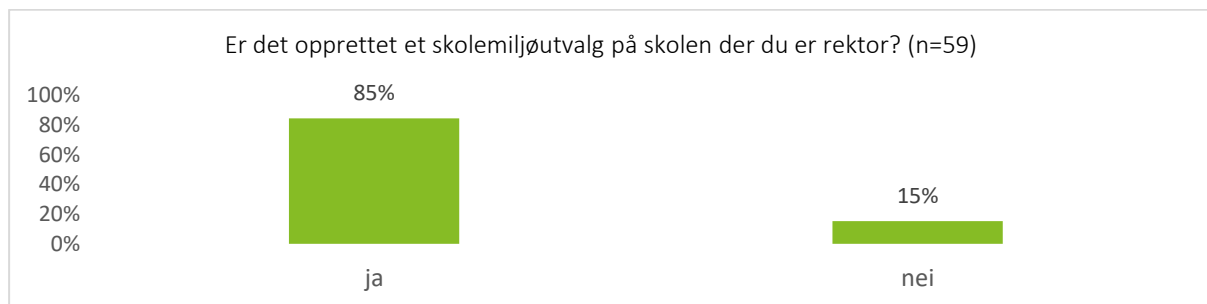 Er det opprettet et skolemiljøutvalg på skolen der du er rektor? (n=59)
100%
80%
60%
40%
20%
0%
85%
15%
ja
nei